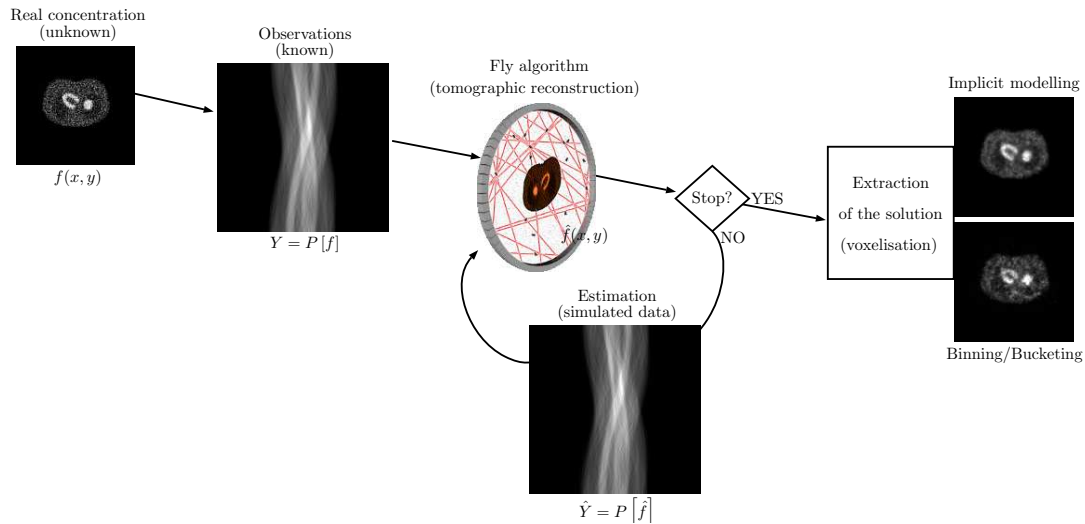 Real concentration
(unknown)
f(x, y)
Observations
(known)
Y = P [f]
Fly algorithm
(tomographic reconstruction)
f̂(x, y)
Stop?
YES
NO
Estimation
(simulated data)
Ŷ = P [f̂]
Extraction
of the solution
(voxelisation)
Implicit modelling
Binning/Bucketing